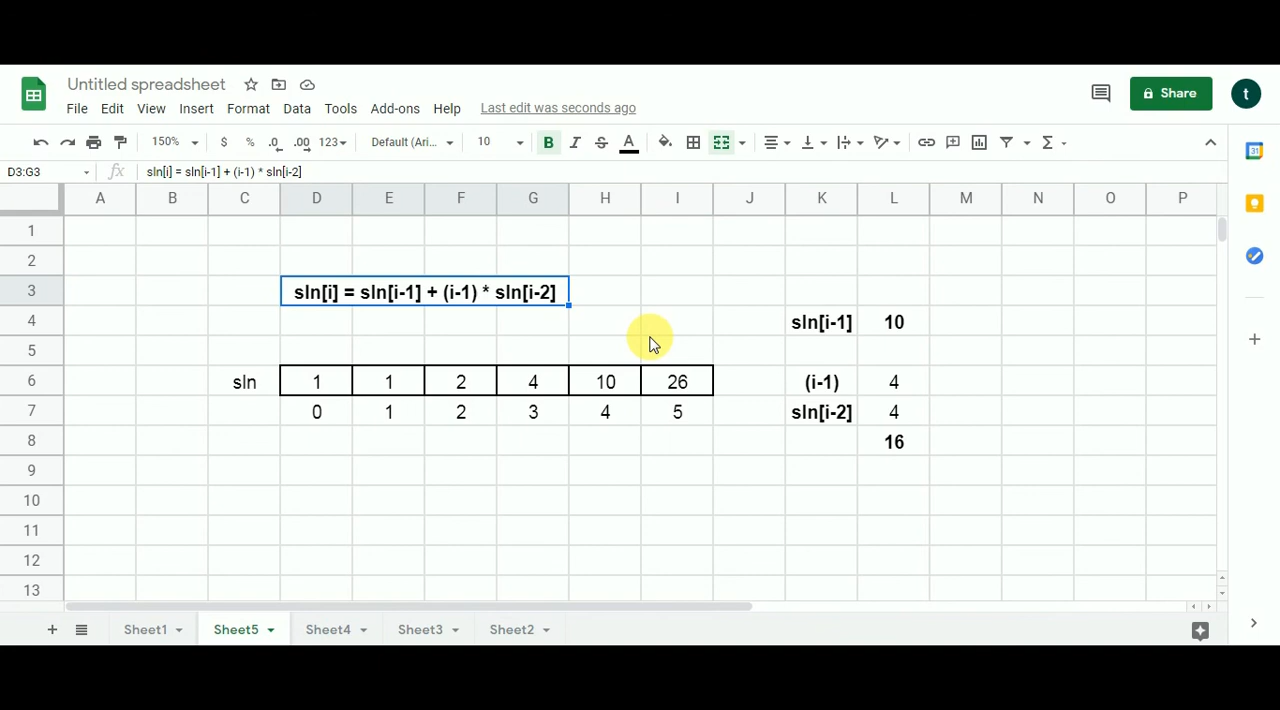 Untitled spreadsheet
File Edit View Insert Format Data Tools Add-ons Help Last edit was seconds ago
Share t
150% $ % .0 .00 123 Default (Ari... 10 B I S A Σ
D3:G3 fx sln[i] = sln[i-1] + (i-1) * sln[i-2]
A B C D E F G H I J K L M N O P
1
2
3 sln[i] = sln[i-1] + (i-1) * sln[i-2]
4 sln[i-1] 10
5
6 sln 1 1 2 4 10 26 (i-1) 4
7 0 1 2 3 4 5 sln[i-2] 4
8 16
9
10
11
12
13
+ Sheet1 Sheet5 Sheet4 Sheet3 Sheet2
31